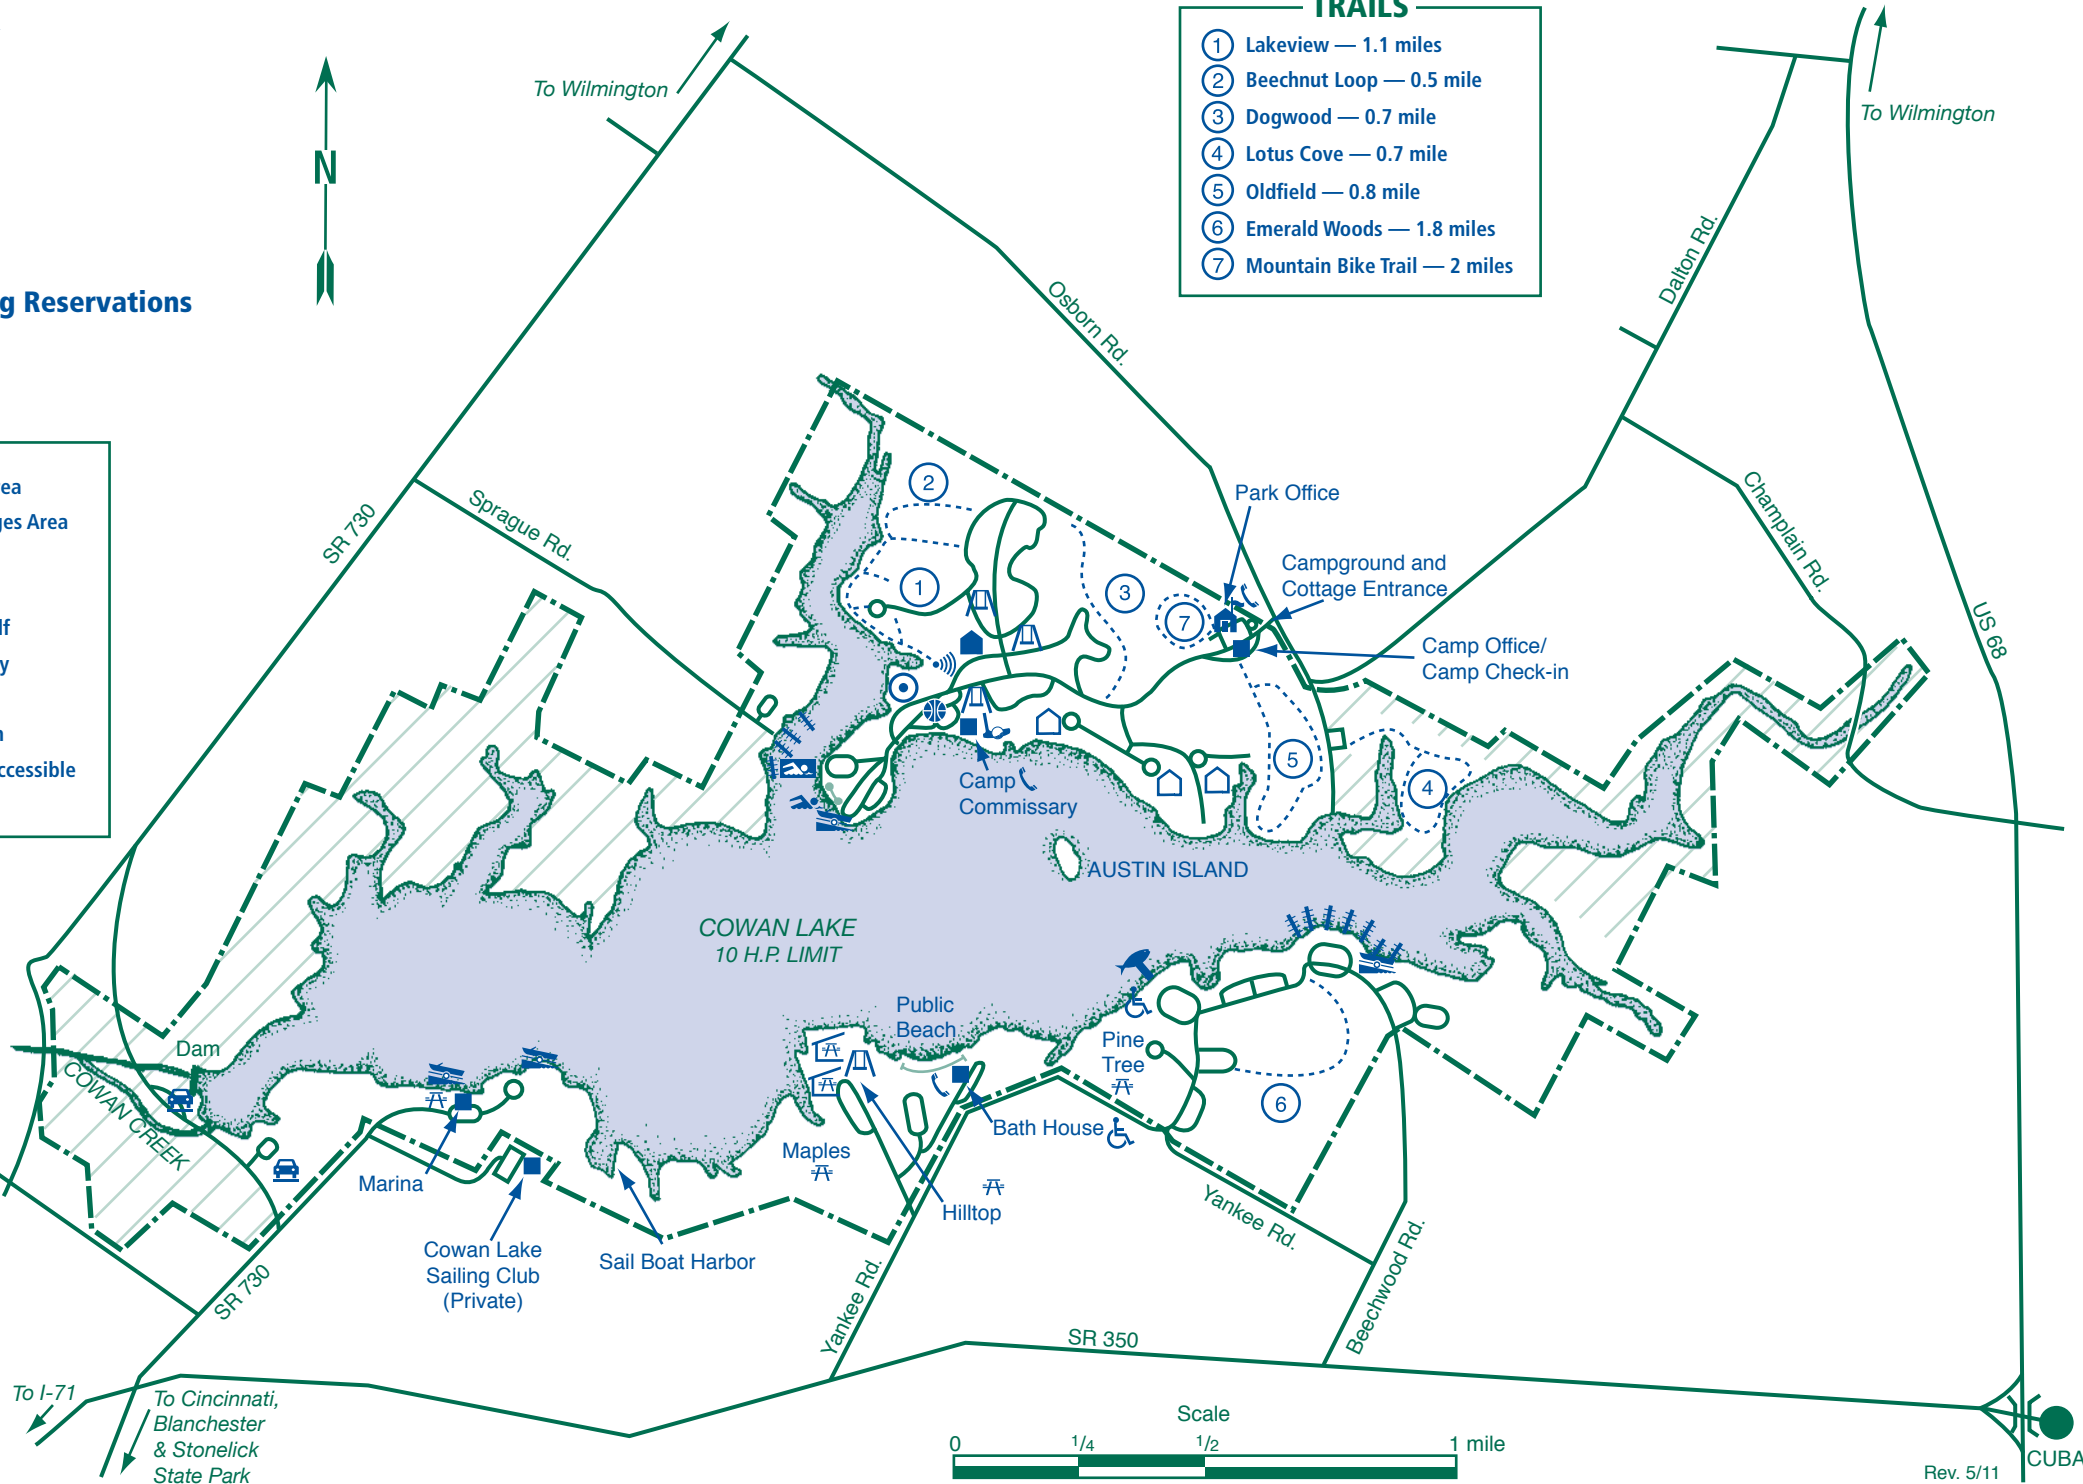 TRAILS
1 Lakeview — 1.1 miles
2 Beechnut Loop — 0.5 mile
3 Dogwood — 0.7 mile
4 Lotus Cove — 0.7 mile
5 Oldfield — 0.8 mile
6 Emerald Woods — 1.8 miles
7 Mountain Bike Trail — 2 miles
To Wilmington
To Wilmington
N
g Reservations
Osborn Rd.
Dalton Rd.
Champlain Rd.
US 68
SR 730
Sprague Rd.
ea
ges Area
lf
y
n
ccessible
Park Office
Campground and
Cottage Entrance
Camp Office/
Camp Check-in
2
1
3
7
5
4
Camp
Commissary
AUSTIN ISLAND
COWAN LAKE
10 H.P. LIMIT
Public
Beach
Pine
Tree
6
Dam
COWAN CREEK
Marina
Maples
Bath House
Hilltop
Cowan Lake
Sailing Club
(Private)
Sail Boat Harbor
Yankee Rd.
Yankee Rd.
Beechwood Rd.
SR 730
SR 350
To I-71
To Cincinnati,
Blanchester
& Stonelick
State Park
Scale
0 1/4 1/2 1 mile
CUBA
Rev. 5/11